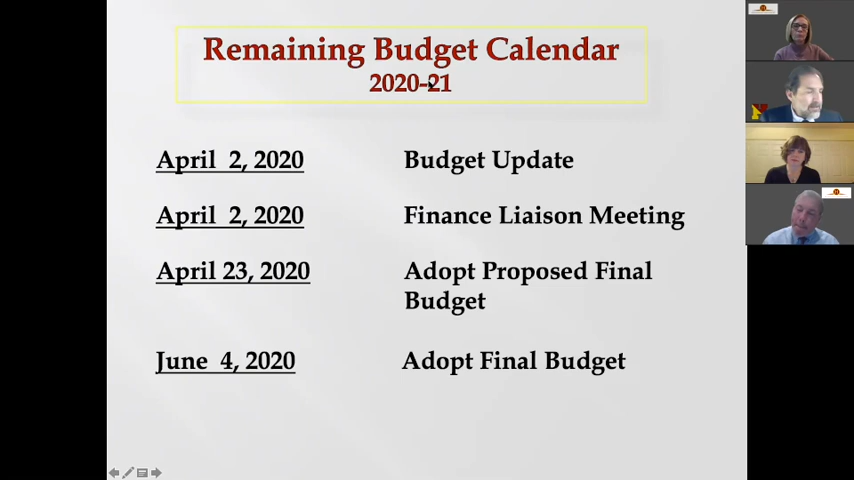 Remaining Budget Calendar
2020-21
April 2, 2020 Budget Update
April 2, 2020 Finance Liaison Meeting
April 23, 2020 Adopt Proposed Final
Budget
June 4, 2020 Adopt Final Budget